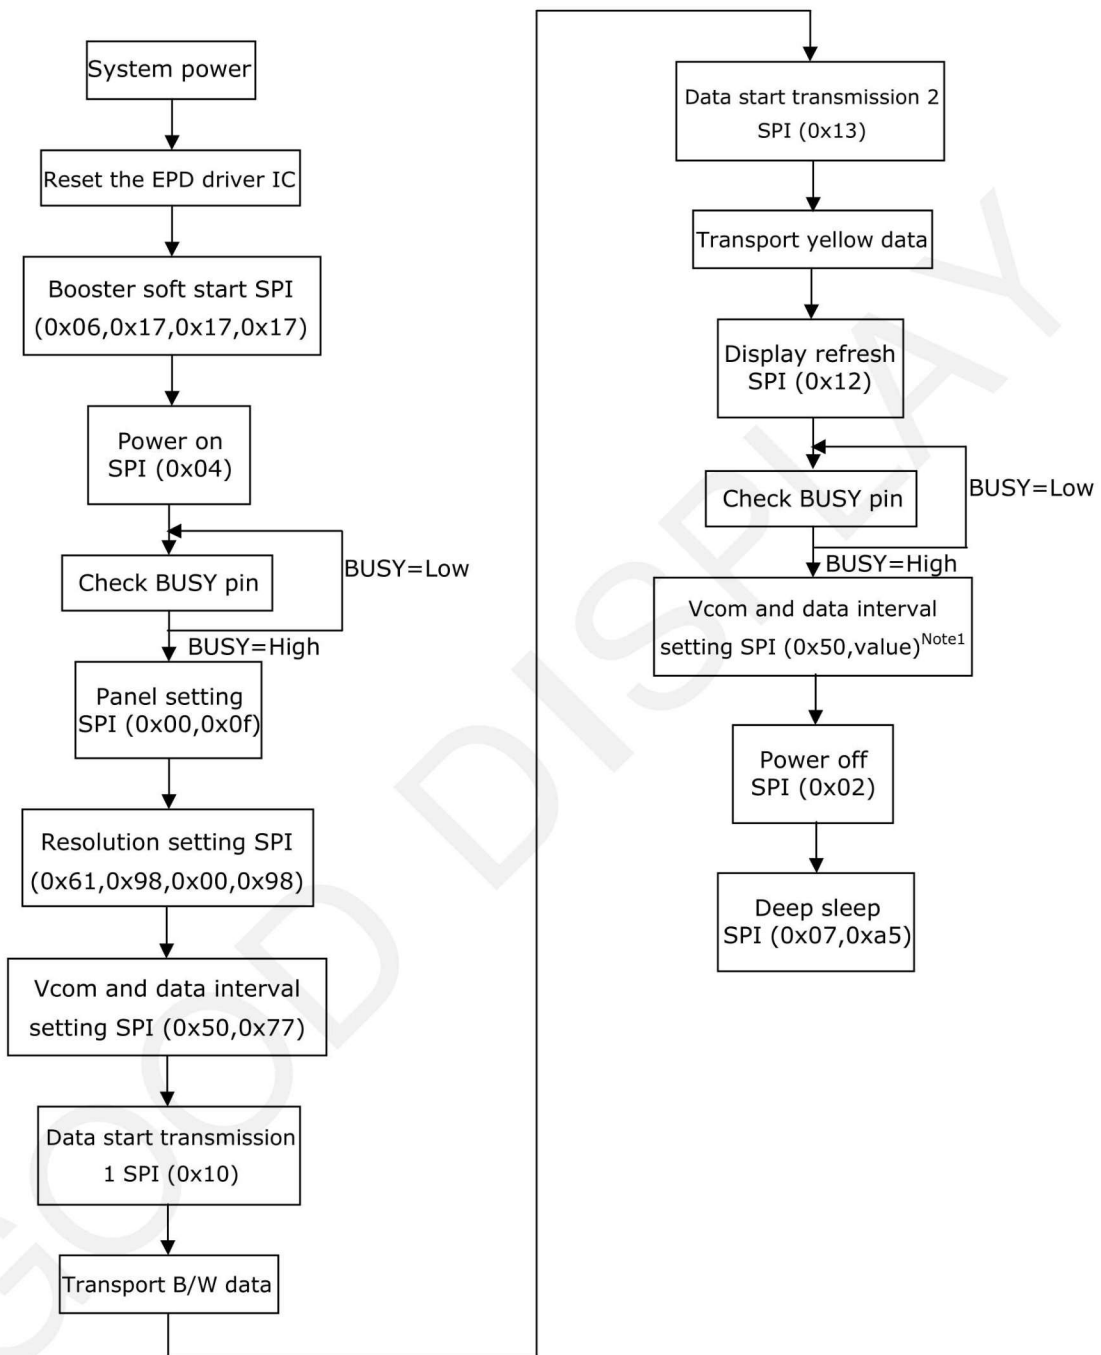 System power
Reset the EPD driver IC
Booster soft start SPI
(0x06,0x17,0x17,0x17)
Power on
SPI (0x04)
Check BUSY pin
BUSY=Low
BUSY=High
Panel setting
SPI (0x00,0x0f)
Resolution setting SPI
(0x61,0x98,0x00,0x98)
Vcom and data interval
setting SPI (0x50,0x77)
Data start transmission
1 SPI (0x10)
Transport B/W data
Data start transmission 2
SPI (0x13)
Transport yellow data
Display refresh
SPI (0x12)
Check BUSY pin
BUSY=Low
BUSY=High
Vcom and data interval
setting SPI (0x50,value)Note1
Power off
SPI (0x02)
Deep sleep
SPI (0x07,0xa5)
GOOD DISPLAY